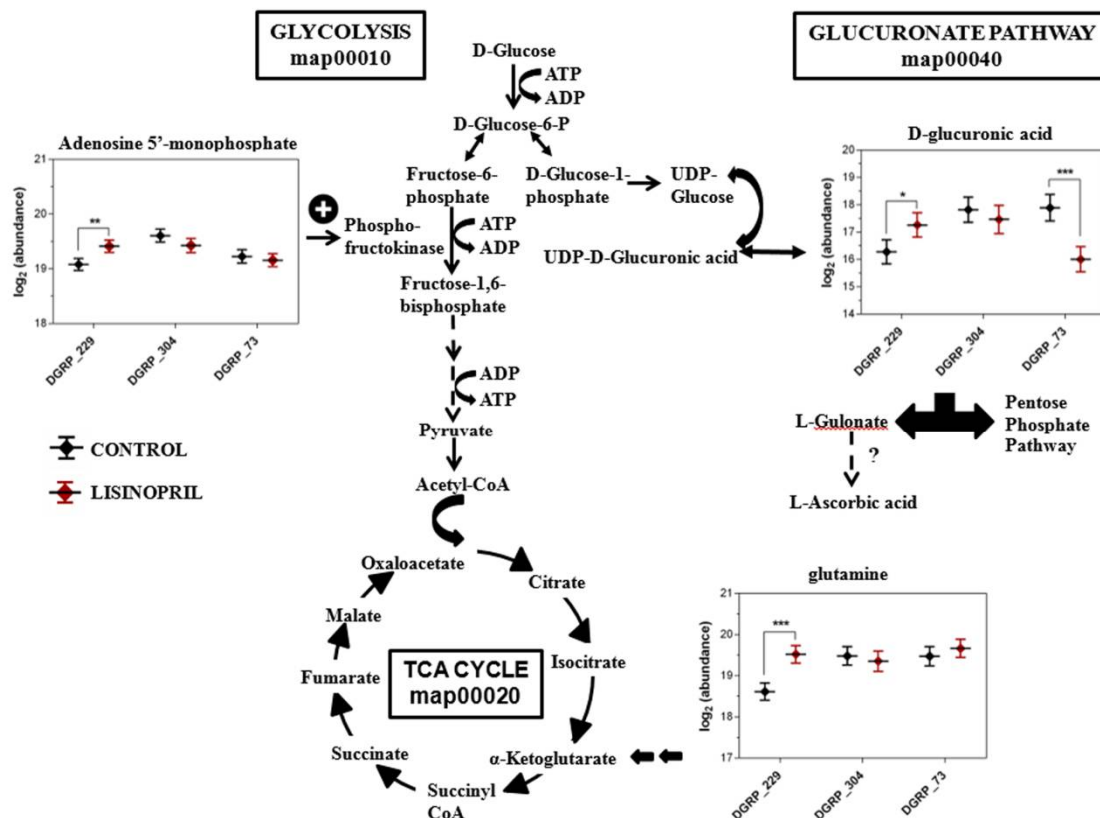 GLYCOLYSIS
map00010
GLUCURONATE PATHWAY
map00040
D-Glucose
ATP
ADP
D-Glucose-6-P
Adenosine 5’-monophosphate
log2 (abundance)
21
20
19
18
**
DGRP_229
DGRP_304
DGRP_73
Fructose-6-
phosphate
D-Glucose-1-
phosphate
UDP-
Glucose
+
Phospho-
fructokinase
ATP
ADP
UDP-D-Glucuronic acid
Fructose-1,6-
bisphosphate
D-glucuronic acid
log2 (abundance)
20
19
18
17
16
15
14
*
***
DGRP_229
DGRP_304
DGRP_73
ADP
ATP
Pyruvate
Acetyl-CoA
CONTROL
LISINOPRIL
L-Gulonate
Pentose
Phosphate
Pathway
?
L-Ascorbic acid
Oxaloacetate
Citrate
Isocitrate
α-Ketoglutarate
Succinyl
CoA
Succinate
Fumarate
Malate
TCA CYCLE
map00020
glutamine
log2 (abundance)
21
20
19
18
17
***
DGRP_229
DGRP_304
DGRP_73